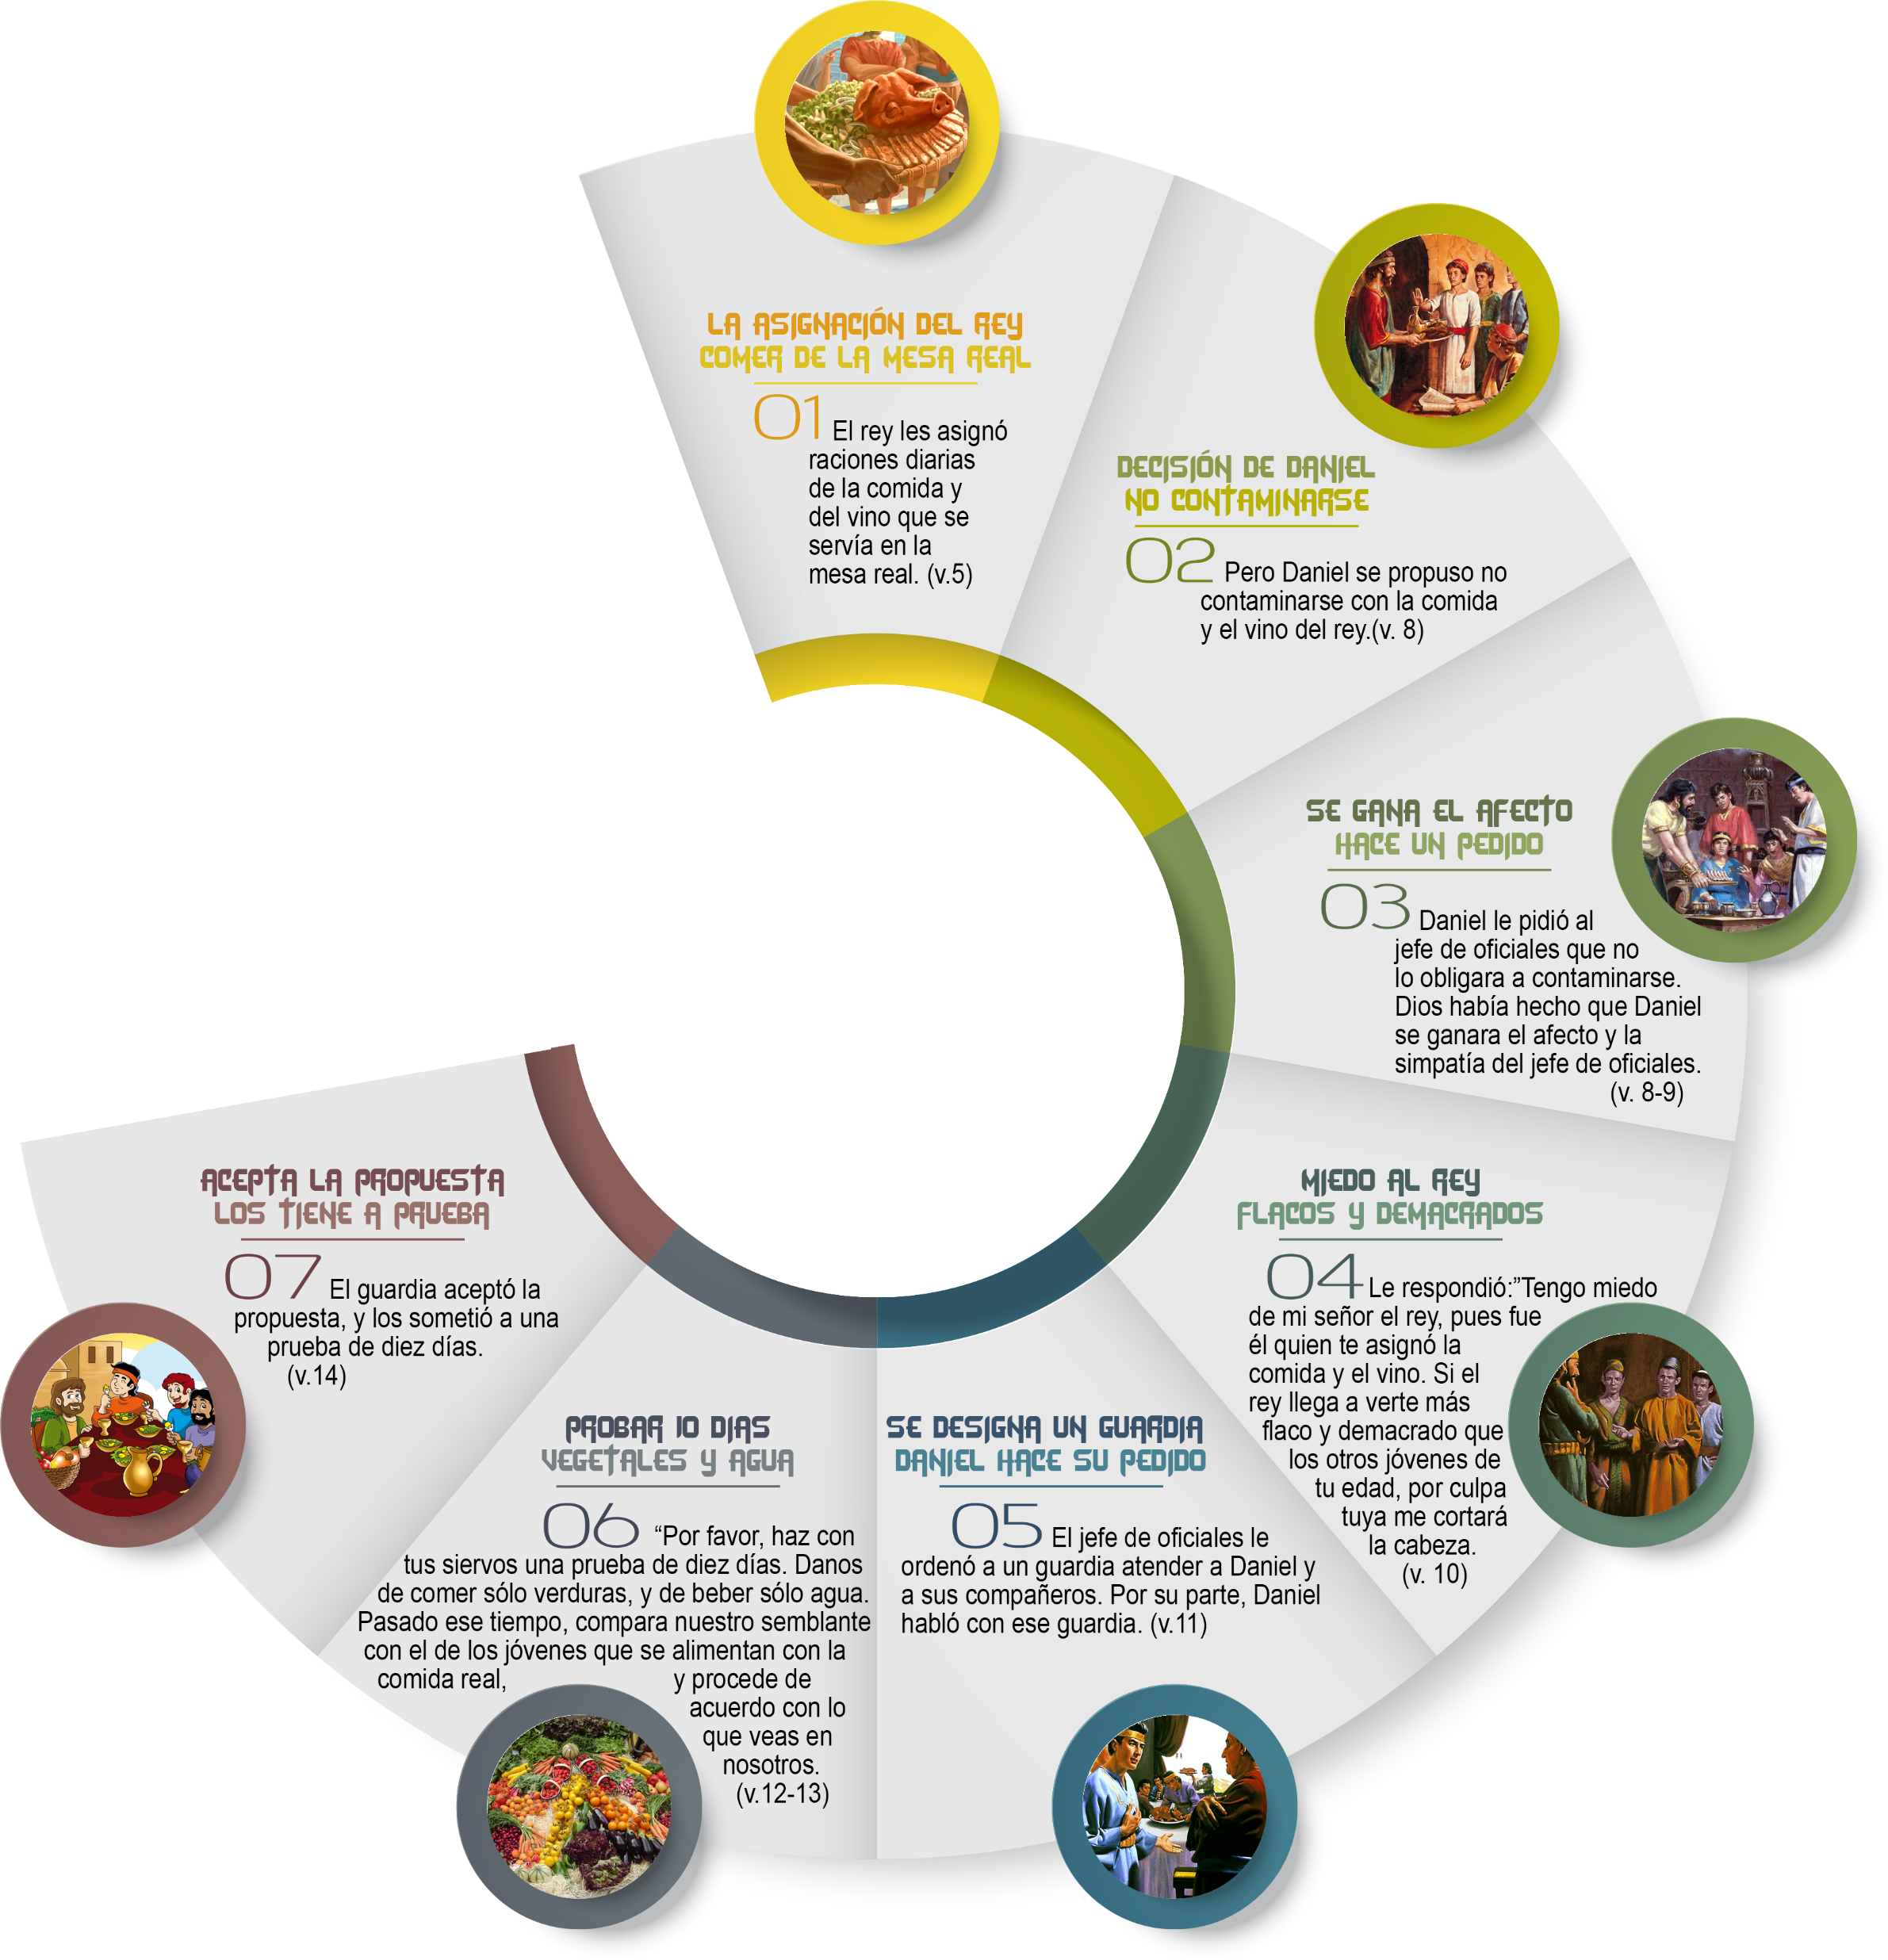 LA ASIGNACIÓN DEL REY
COMER DE LA MESA REAL
01 El rey les asignó
raciones diarias
de la comida y
del vino que se
servía en la
mesa real. (v.5)
DECISIÓN DE DANIEL
NO CONTAMINARSE
02 Pero Daniel se propuso no
contaminarse con la comida
y el vino del rey.(v. 8)
SE GANA EL AFECTO
HACE UN PEDIDO
03 Daniel le pidió al
jefe de oficiales que no
lo obligara a contaminarse.
Dios había hecho que Daniel
se ganara el afecto y la
simpatía del jefe de oficiales.
(v. 8-9)
MIEDO AL REY
FLACOS Y DEMACRADOS
04 Le respondió:”Tengo miedo
de mi señor el rey, pues fue
él quien te asignó la
comida y el vino. Si el
rey llega a verte más
flaco y demacrado que
los otros jóvenes de
tu edad, por culpa
tuya me cortará
la cabeza.
(v. 10)
SE DESIGNA UN GUARDIA
DANIEL HACE SU PEDIDO
05 El jefe de oficiales le
ordenó a un guardia atender a Daniel y
a sus compañeros. Por su parte, Daniel
habló con ese guardia. (v.11)
PROBAR 10 DIAS
VEGETALES Y AGUA
06 “Por favor, haz con
tus siervos una prueba de diez días. Danos
de comer sólo verduras, y de beber sólo agua.
Pasado ese tiempo, compara nuestro semblante
con el de los jóvenes que se alimentan con la
comida real, y procede de
acuerdo con lo
que veas en
nosotros.
(v.12-13)
ACEPTA LA PROPUESTA
LOS TIENE A PRUEBA
07 El guardia aceptó la
propuesta, y los sometió a una
prueba de diez días.
(v.14)